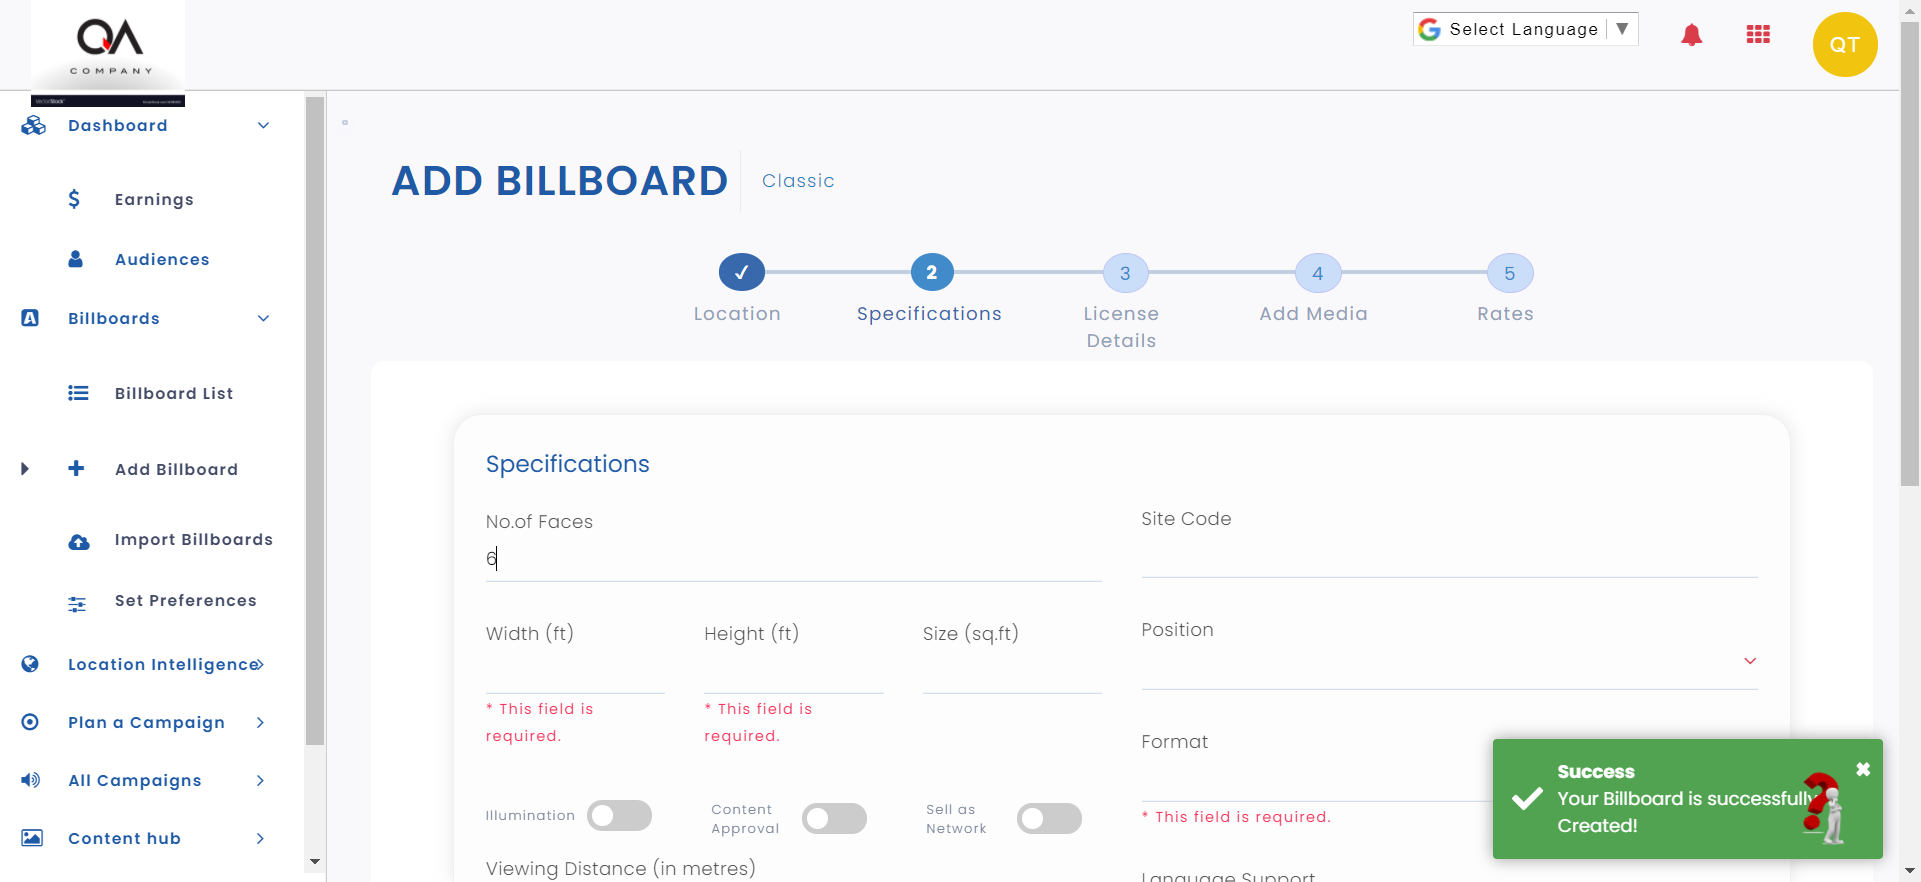 QA
COMPANY
Select Language ▼
QT
Dashboard
Earnings
Audiences
Billboards
Billboard List
Add Billboard
Import Billboards
Set Preferences
Location Intelligence
Plan a Campaign
All Campaigns
Content hub
ADD BILLBOARD
Classic
✓
2
3
4
5
Location
Specifications
License
Details
Add Media
Rates
Specifications
No.of Faces
6
Site Code
Width (ft)
Height (ft)
Size (sq.ft)
Position
* This field is
required.
* This field is
required.
Format
* This field is required.
Illumination
Content
Approval
Sell as
Network
Viewing Distance (in metres)
Language Support
Success
Your Billboard is successfully
Created!